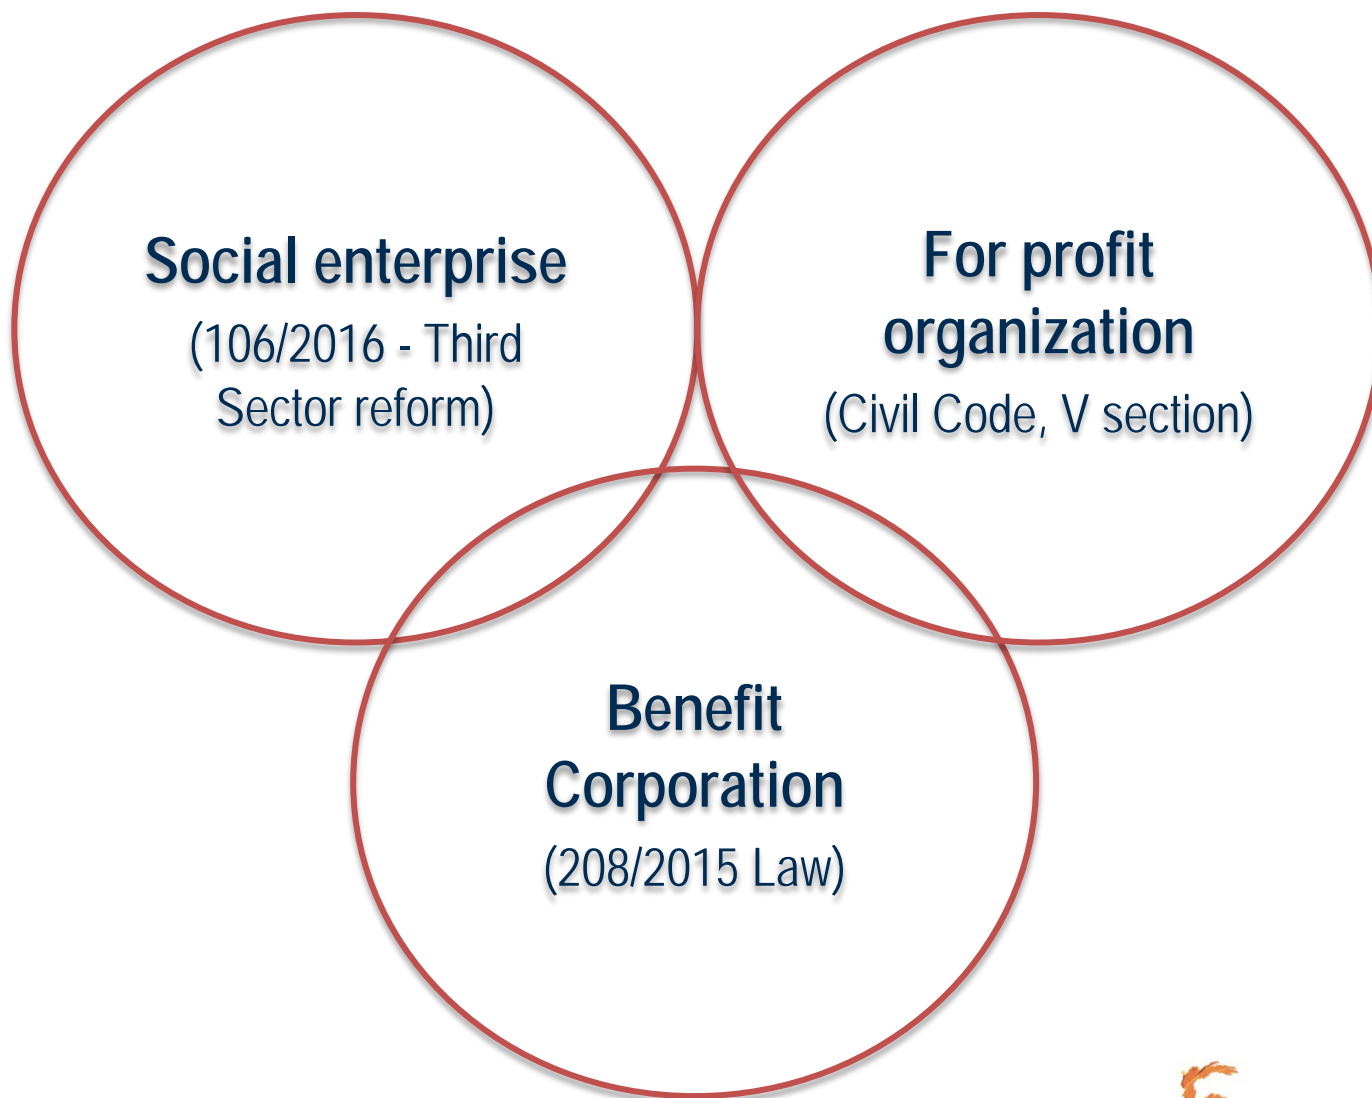 Social enterprise
(106/2016 - Third
Sector reform)
For profit
organization
(Civil Code, V section)
Benefit
Corporation
(208/2015 Law)